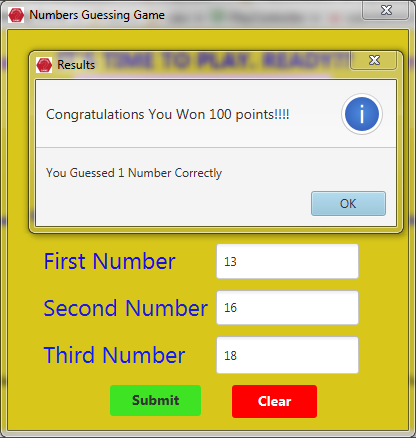 Numbers Guessing Game
TIME TO PLAY. READY?!!
Results
Congratulations You Won 100 points!!!!
You Guessed 1 Number Correctly
OK
First Number
13
Second Number
16
Third Number
18
Submit
Clear